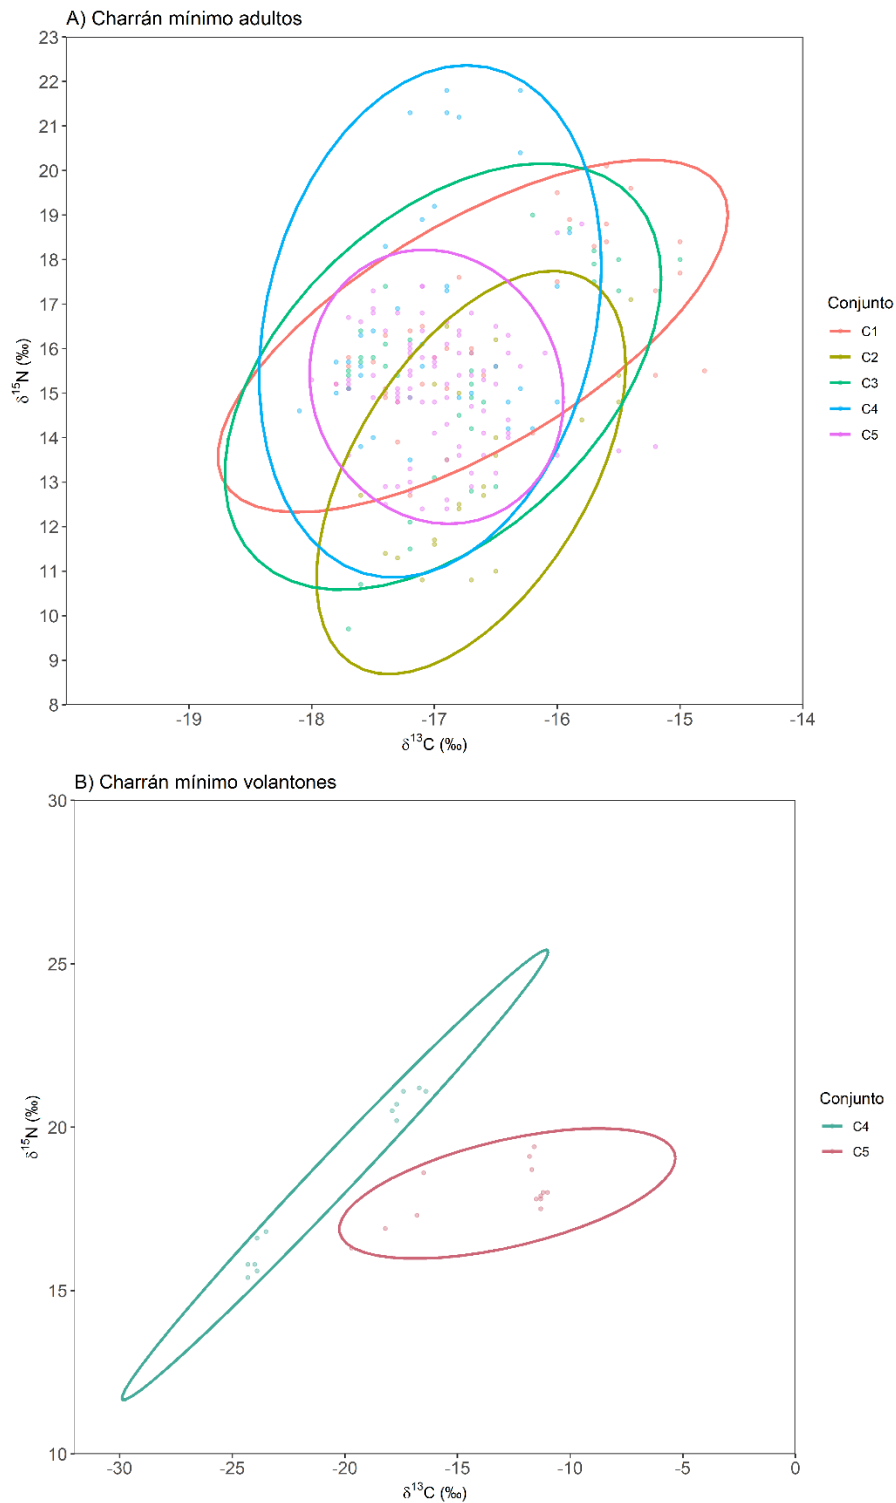 A) Charrán mínimo adultos
23
22
21
20
19
18
17
16
15
14
13
12
11
10
9
8
δ15N (‰)
-19
-18
-17
-16
-15
-14
δ13C (‰)
Conjunto
C1
C2
C3
C4
C5
B) Charrán mínimo volantones
30
25
20
15
10
δ15N (‰)
-30
-25
-20
-15
-10
-5
0
δ13C (‰)
Conjunto
C4
C5